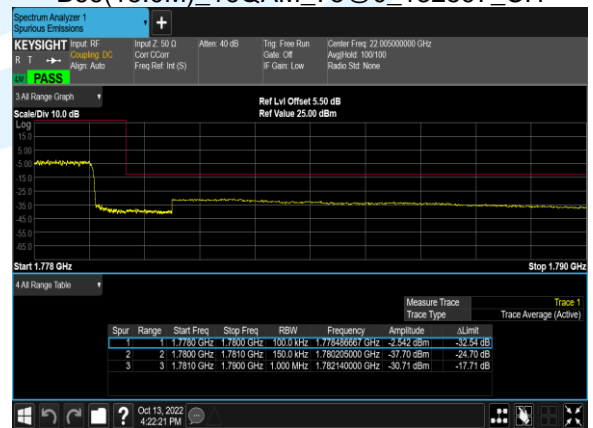 Spectrum Analyzer 1
Spurious Emissions
+
KEYSIGHT Input: RF Input Z: 50 Ω Atten: 40 dB Trig: Free Run Center Freq: 22.005000000 GHz
R T Coupling: DC Corr CCorr Gate: Off Avg|Hold: 100/100
Align: Auto Freq Ref: Int (S) IF Gain: Low Radio Std: None
PASS
3 All Range Graph
Ref Lvl Offset 5.50 dB
Scale/Div 10.0 dB Ref Value 25.00 dBm
Log
15.0
5.00
-5.00
-15.0
-25.0
-35.0
-45.0
-55.0
-65.0
Start 1.778 GHz Stop 1.790 GHz
4 All Range Table
Measure Trace Trace 1
Trace Type Trace Average (Active)
Spur Range Start Freq Stop Freq RBW Frequency Amplitude ΔLimit
1 1 1.7780 GHz 1.7800 GHz 100.0 kHz 1.778486667 GHz -2.542 dBm -32.54 dB
2 2 1.7800 GHz 1.7810 GHz 150.0 kHz 1.780205000 GHz -37.70 dBm -24.70 dB
3 3 1.7810 GHz 1.7900 GHz 1.000 MHz 1.782140000 GHz -30.71 dBm -17.71 dB
? Oct 13, 2022
4:22:21 PM